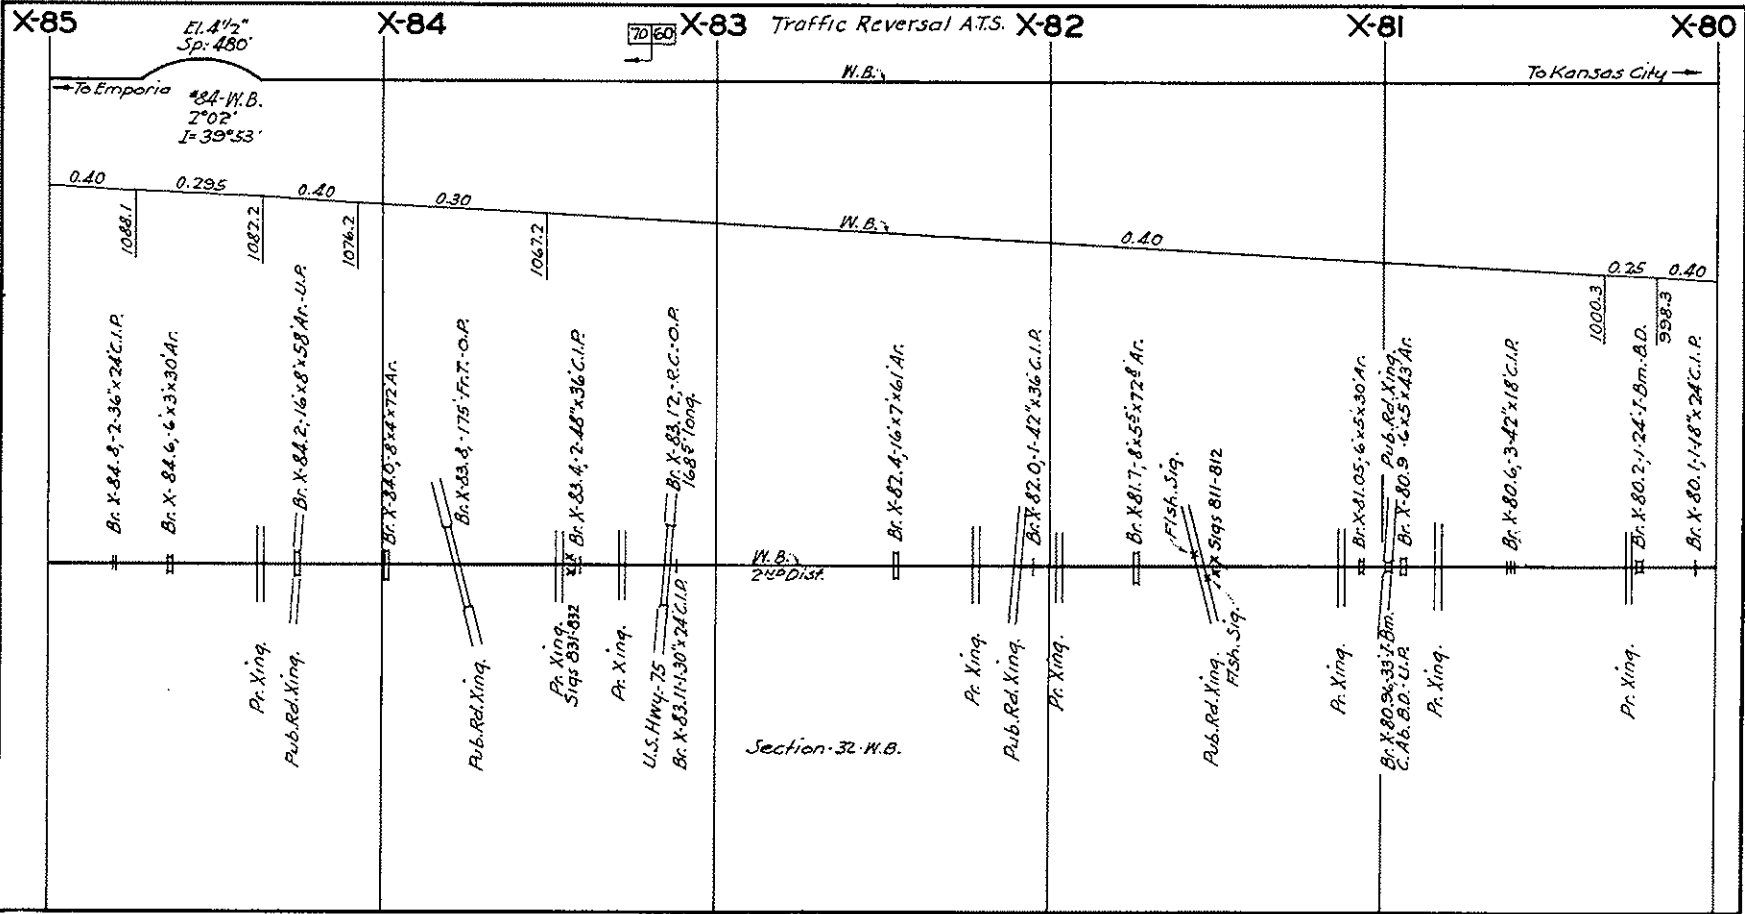 X-85
X-84
X-83
Traffic Reversal A.T.S.
X-82
X-81
X-80
El. 4½"
Sp: 480'
70 60
W.B.
To Kansas City
To Emporia
#84-W.B.
I=39°53'
0.40
0.295
0.40
0.30
W.B.
0.40
0.25
0.40
1088.1
1082.2
1076.2
1067.2
1000.3
998.3
Br. X-84.8,-2-36"x24' C.I.P.
Br. X-84.6,-6'x3'x30' Ar.
Br. X-84.2,-16'x8'x58' Ar.-U.P.
Br. X-84.0,-8'x4'x72' Ar.
Br. X-83.8,-175' Fr.T.-O.P.
Br. X-83.4,-2-48"x36' C.I.P.
Br. X-83.12,-R.C.-O.P.
168⁵' long.
Br. X-82.4,-16'x7'x61' Ar.
Br. X-82.0,-1-42"x36' C.I.P.
Br. X-81.7,-8'x5⁵'x72⁸' Ar.
Flsh. Sig.
Sigs 811-812
Br. X-81.05,-6'x5'x30' Ar.
Pub. Rd. Xing.
Br. X-80.9 -6'x5'x43' Ar.
Br. X-80.6,-3-42"x18' C.I.P.
Br. X-80.2,-1-24'-I-Bm.-B.D.
Br. X-80.1,-1-18"x24' C.I.P.
W.B.
2ND Dist.
Pr. Xing.
Pub. Rd. Xing.
Pub. Rd. Xing.
Pr. Xing.
Sigs 831-832
Pr. Xing.
U.S. Hwy.-75
Br. X-83.11-1-30"x24' C.I.P.
Section-32-W.B.
Pr. Xing.
Pub. Rd. Xing.
Pr. Xing.
Pub. Rd. Xing.
Flsh. Sig.
Pr. Xing.
Br. X-80.96,-33'-I-Bm.
C. Ab. B.D.-U.P.
Pr. Xing.
Pr. Xing.